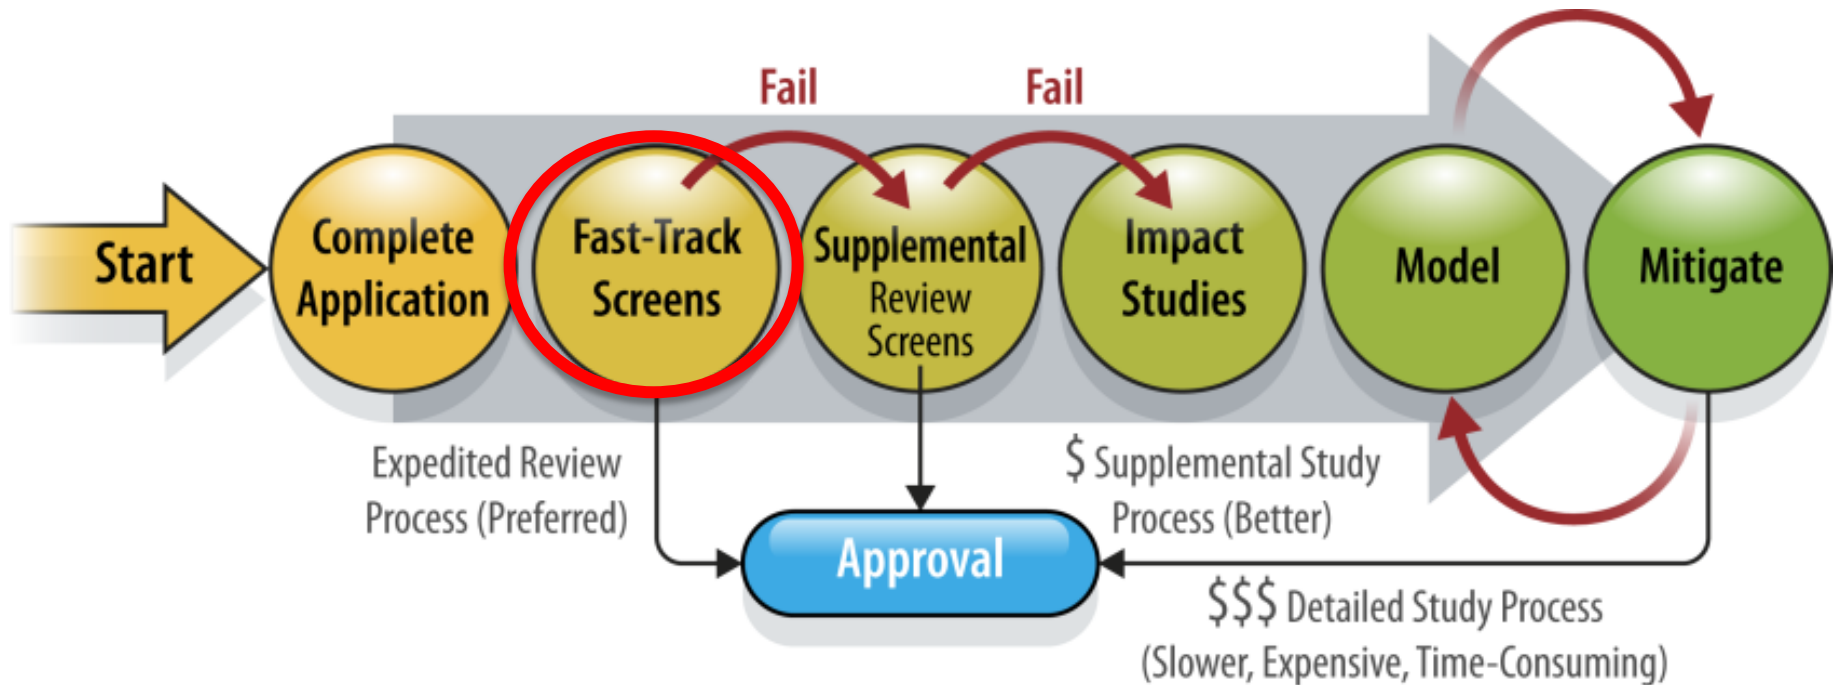 Fail
Fail
Start
Complete
Application
Fast-Track
Screens
Supplemental
Review
Screens
Impact
Studies
Model
Mitigate
Expedited Review
Process (Preferred)
$ Supplemental Study
Process (Better)
Approval
$$$ Detailed Study Process
(Slower, Expensive, Time-Consuming)